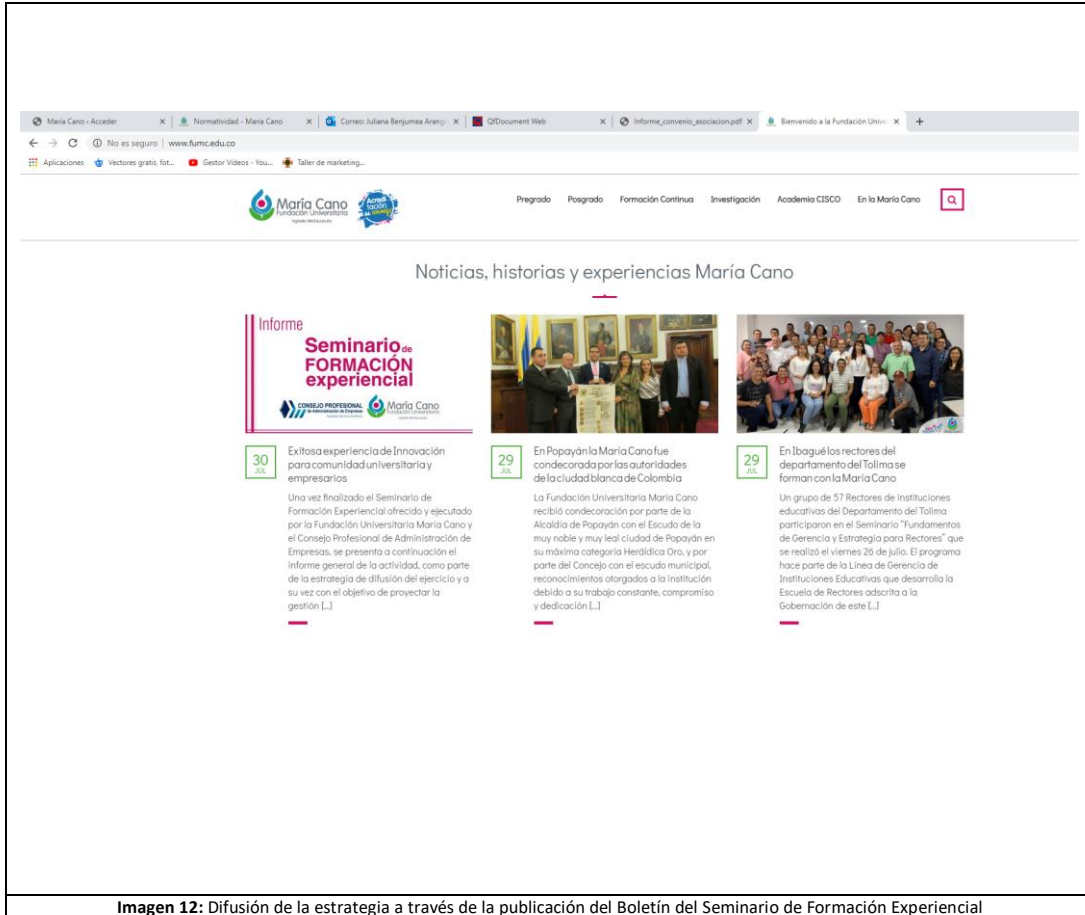 María Cano - Acceder
Normatividad - María Cano
Correo: Juliana Benjumea Arango
QfDocument Web
Informe_convenio_asociacion.pdf
Bienvenido a la Fundación Unive
No es seguro | www.fumc.edu.co
Aplicaciones
Vectores gratis, fot...
Gestor Vídeos - You...
Taller de marketing...
María Cano
Fundación Universitaria
Vigilada Mineducación
Acredi
tación
Pregrado
Posgrado
Formación Continua
Investigación
Academia CISCO
En la María Cano
Noticias, historias y experiencias María Cano
Informe
Seminario de
FORMACIÓN
experiencial
CONSEJO PROFESIONAL
de Administración de Empresas
María Cano
Fundación Universitaria
30
JUL
Exitosa experiencia de Innovación
para comunidad universitaria y
empresarios
Una vez finalizado el Seminario de
Formación Experiencial ofrecido y ejecutado
por la Fundación Universitaria María Cano y
el Consejo Profesional de Administración de
Empresas, se presenta a continuación el
informe general de la actividad, como parte
de la estrategia de difusión del ejercicio y a
su vez con el objetivo de proyectar la
gestión [...]
29
JUL
En Popayán la María Cano fue
condecorada por las autoridades
de la ciudad blanca de Colombia
La Fundación Universitaria María Cano
recibió condecoración por parte de la
Alcaldía de Popayán con el Escudo de la
muy noble y muy leal ciudad de Popayán en
su máxima categoría Heráldica Oro, y por
parte del Concejo con el escudo municipal,
reconocimientos otorgados a la institución
debido a su trabajo constante, compromiso
y dedicación [...]
29
JUL
En Ibagué los rectores del
departamento del Tolima se
forman con la María Cano
Un grupo de 57 Rectores de instituciones
educativas del Departamento del Tolima
participaron en el Seminario "Fundamentos
de Gerencia y Estrategia para Rectores" que
se realizó el viernes 26 de julio. El programa
hace parte de la Línea de Gerencia de
Instituciones Educativas que desarrolla la
Escuela de Rectores adscrita a la
Gobernación de este [...]
Imagen 12: Difusión de la estrategia a través de la publicación del Boletín del Seminario de Formación Experiencial